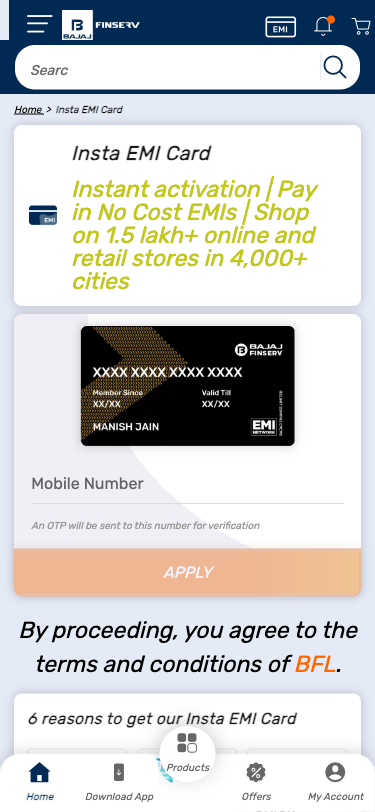 BAJAJ
FINSERV
EMI
Searc
Home > Insta EMI Card
Insta EMI Card
Instant activation | Pay
in No Cost EMIs | Shop
on 1.5 lakh+ online and
retail stores in 4,000+
cities
BAJAJ
FINSERV
XXXX XXXX XXXX XXXX
Member Since Valid Till
XX/XX XX/XX
MANISH JAIN
EMI
NETWORK
BAJAJ FINANCE LIMITED
Mobile Number
An OTP will be sent to this number for verification
APPLY
By proceeding, you agree to the
terms and conditions of BFL.
6 reasons to get our Insta EMI Card
Home Download App Products Offers My Account